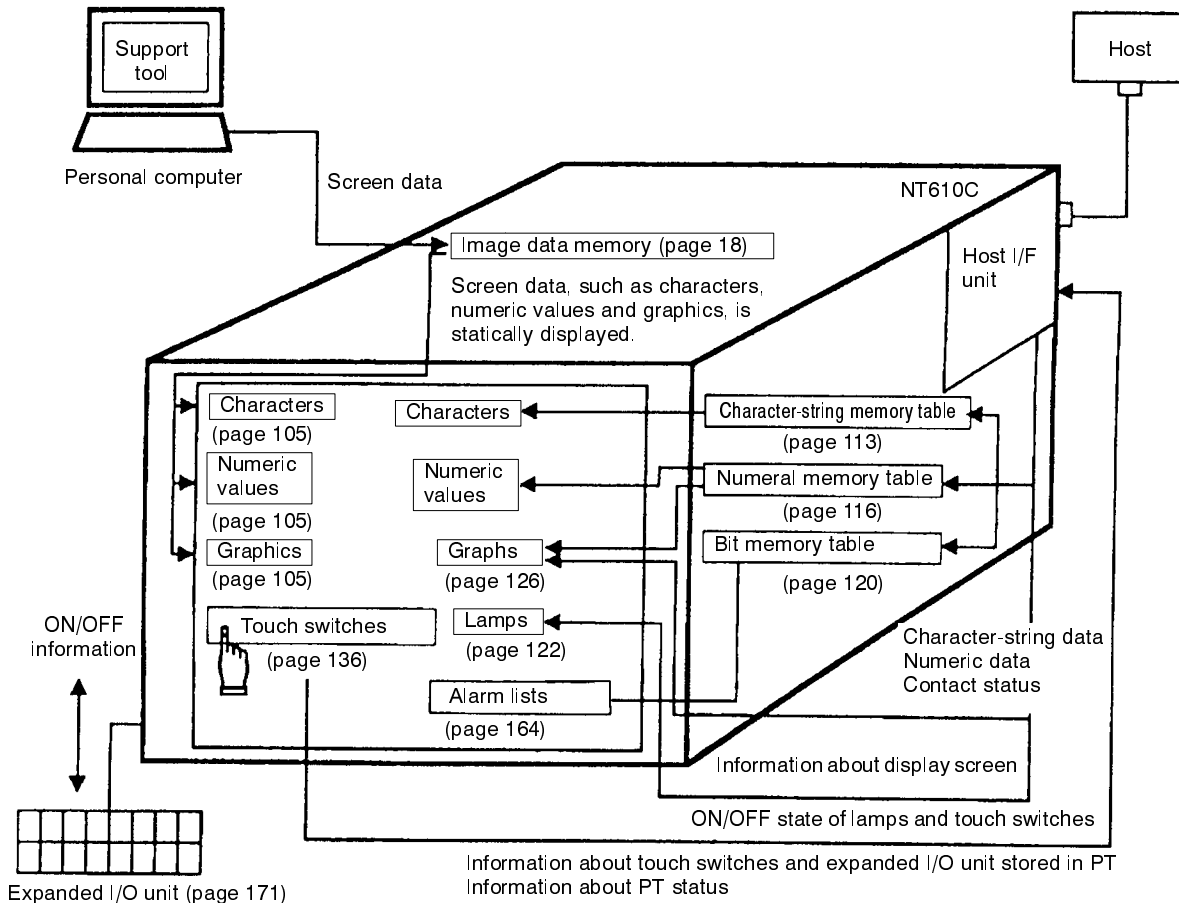 Support
tool
Host
Personal computer
Screen data
NT610C
Image data memory (page 18)
Host I/F
unit
Screen data, such as characters,
numeric values and graphics, is
statically displayed.
Characters
(page 105)
Characters
Character-string memory table
(page 113)
Numeric
values
(page 105)
Numeric
values
Numeral memory table
(page 116)
Graphics
(page 105)
Graphs
(page 126)
Bit memory table
(page 120)
Touch switches
(page 136)
Lamps
(page 122)
ON/OFF
information
Character-string data
Numeric data
Contact status
Alarm lists
(page 164)
Information about display screen
ON/OFF state of lamps and touch switches
Information about touch switches and expanded I/O unit stored in PT
Information about PT status
Expanded I/O unit (page 171)